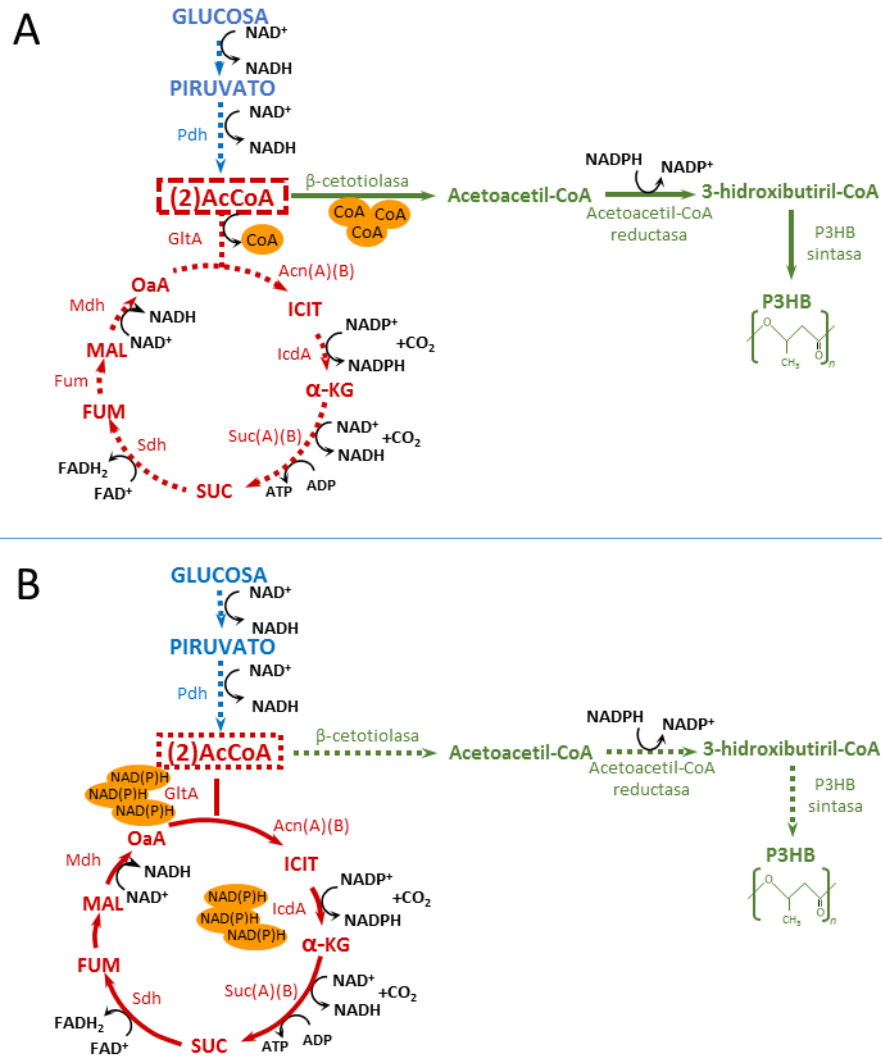 A
GLUCOSA
NAD⁺
NADH
PIRUVATO
NAD⁺
Pdh
NADH
(2)AcCoA
β-cetotiolasa
CoA
CoA
CoA
Acetoacetil-CoA
NADPH
NADP⁺
Acetoacetil-CoA
reductasa
3-hidroxibutiril-CoA
P3HB
sintasa
P3HB
O
O
CH₃
n
GltA
CoA
OaA
Acn(A)(B)
ICIT
Mdh
NADH
NAD⁺
NADP⁺
+CO₂
IcdA
NADPH
MAL
α-KG
Fum
FUM
Suc(A)(B)
NAD⁺
+CO₂
NADH
Sdh
FADH₂
FAD⁺
SUC
ATP
ADP
B
GLUCOSA
NAD⁺
NADH
PIRUVATO
NAD⁺
Pdh
NADH
(2)AcCoA
β-cetotiolasa
Acetoacetil-CoA
NADPH
NADP⁺
Acetoacetil-CoA
reductasa
3-hidroxibutiril-CoA
P3HB
sintasa
P3HB
O
O
CH₃
n
NAD(P)H
NAD(P)H
NAD(P)H
GltA
OaA
Acn(A)(B)
ICIT
Mdh
NADH
NAD⁺
NAD(P)H
NAD(P)H
NAD(P)H
NADP⁺
+CO₂
IcdA
NADPH
MAL
α-KG
FUM
Suc(A)(B)
NAD⁺
+CO₂
NADH
Sdh
FADH₂
FAD⁺
SUC
ATP
ADP